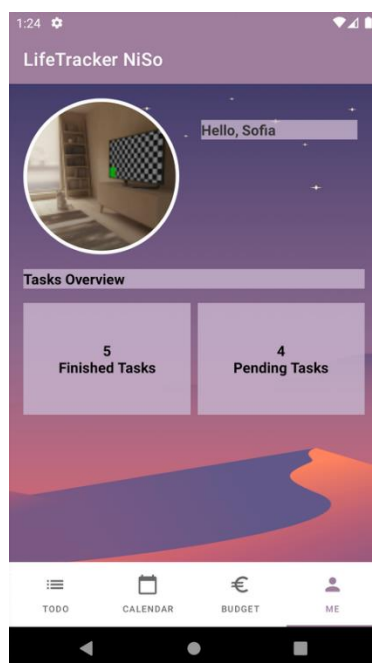 1:24
LifeTracker NiSo
Hello, Sofia
Tasks Overview
5
Finished Tasks
4
Pending Tasks
TODO
CALENDAR
BUDGET
ME